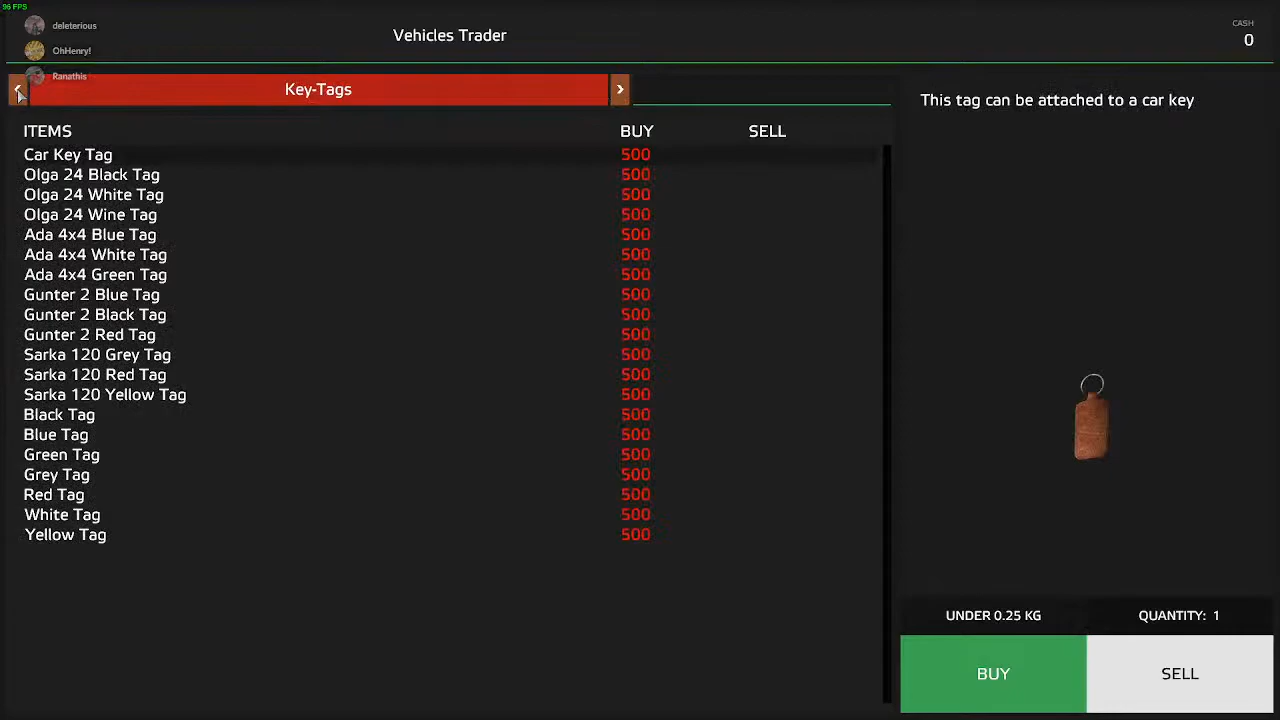 96 FPS
deleterious
OhHenry!
Ranathis
Vehicles Trader
CASH
0
< Key-Tags >
This tag can be attached to a car key
ITEMS BUY SELL
Car Key Tag 500
Olga 24 Black Tag 500
Olga 24 White Tag 500
Olga 24 Wine Tag 500
Ada 4x4 Blue Tag 500
Ada 4x4 White Tag 500
Ada 4x4 Green Tag 500
Gunter 2 Blue Tag 500
Gunter 2 Black Tag 500
Gunter 2 Red Tag 500
Sarka 120 Grey Tag 500
Sarka 120 Red Tag 500
Sarka 120 Yellow Tag 500
Black Tag 500
Blue Tag 500
Green Tag 500
Grey Tag 500
Red Tag 500
White Tag 500
Yellow Tag 500
UNDER 0.25 KG QUANTITY: 1
BUY SELL